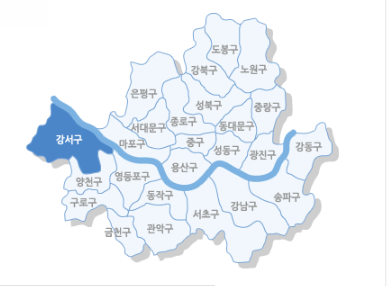 도봉구
강북구
노원구
은평구
성북구
중랑구
종로구
동대문구
서대문구
강서구
마포구
중구
성동구
광진구
강동구
용산구
양천구
영등포구
동작구
송파구
구로구
강남구
서초구
금천구
관악구